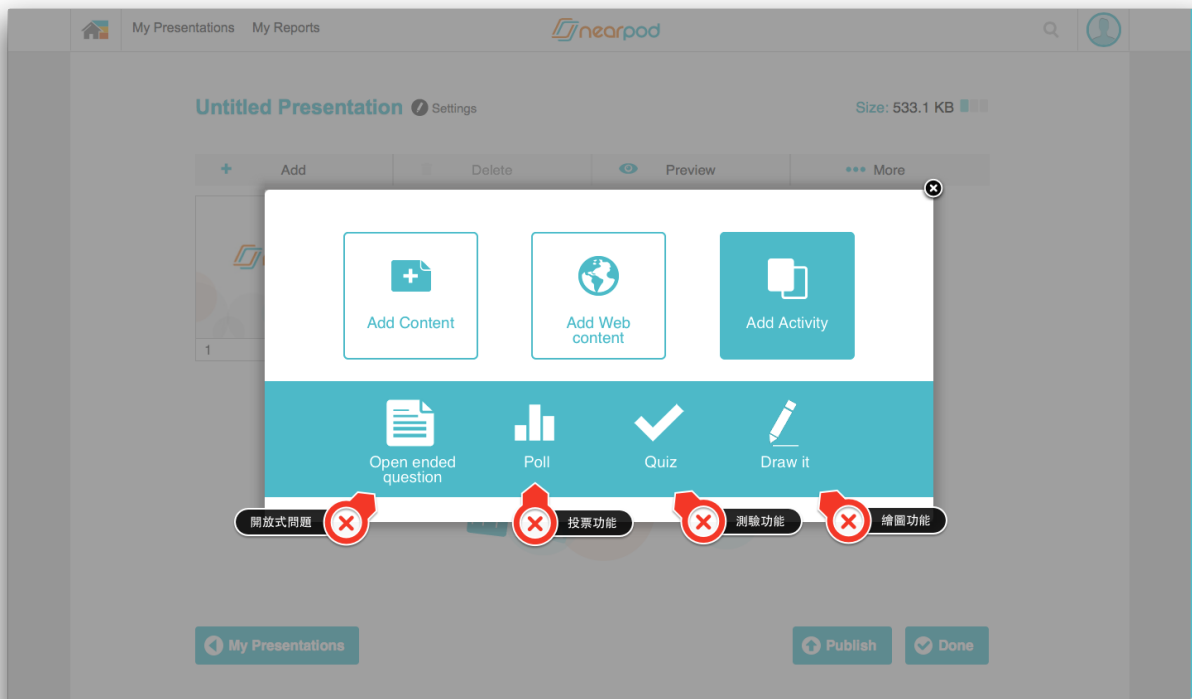 My Presentations My Reports
nearpod
Untitled Presentation Settings
Size: 533.1 KB
Add Delete Preview More
Add Content
Add Web
content
Add Activity
1
Open ended
question
Poll
Quiz
Draw it
開放式問題
投票功能
測驗功能
繪圖功能
My Presentations
Publish
Done